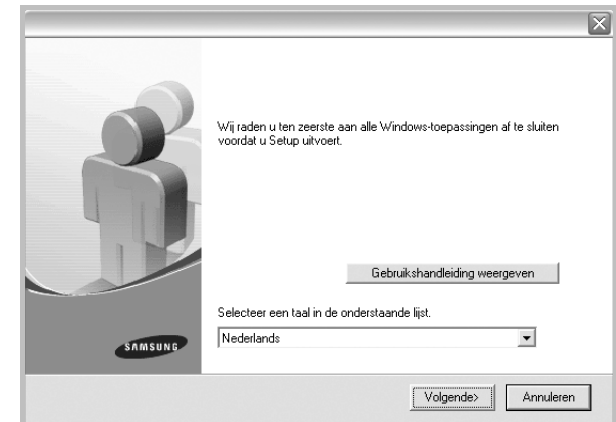 Wij raden u ten zeerste aan alle Windows-toepassingen af te sluiten
voordat u Setup uitvoert.
Gebruikshandleiding weergeven
Selecteer een taal in de onderstaande lijst.
Nederlands
SAMSUNG
Volgende>
Annuleren